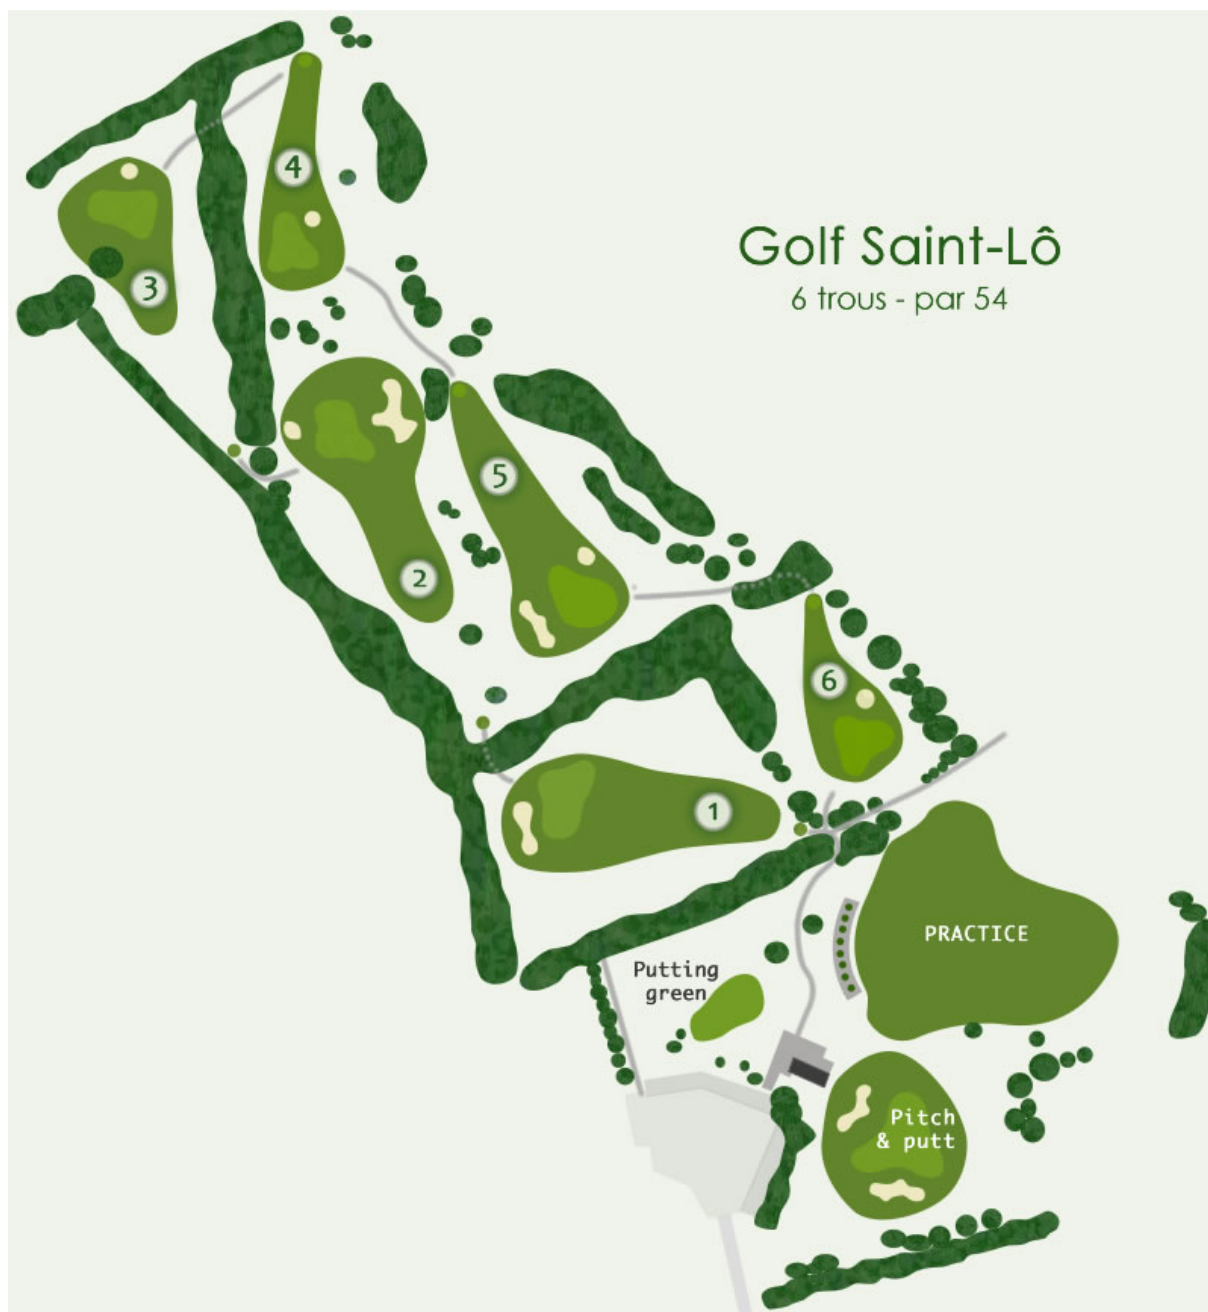 4
3
Golf Saint-Lô
6 trous - par 54
5
2
6
1
PRACTICE
Putting
green
Pitch
& putt